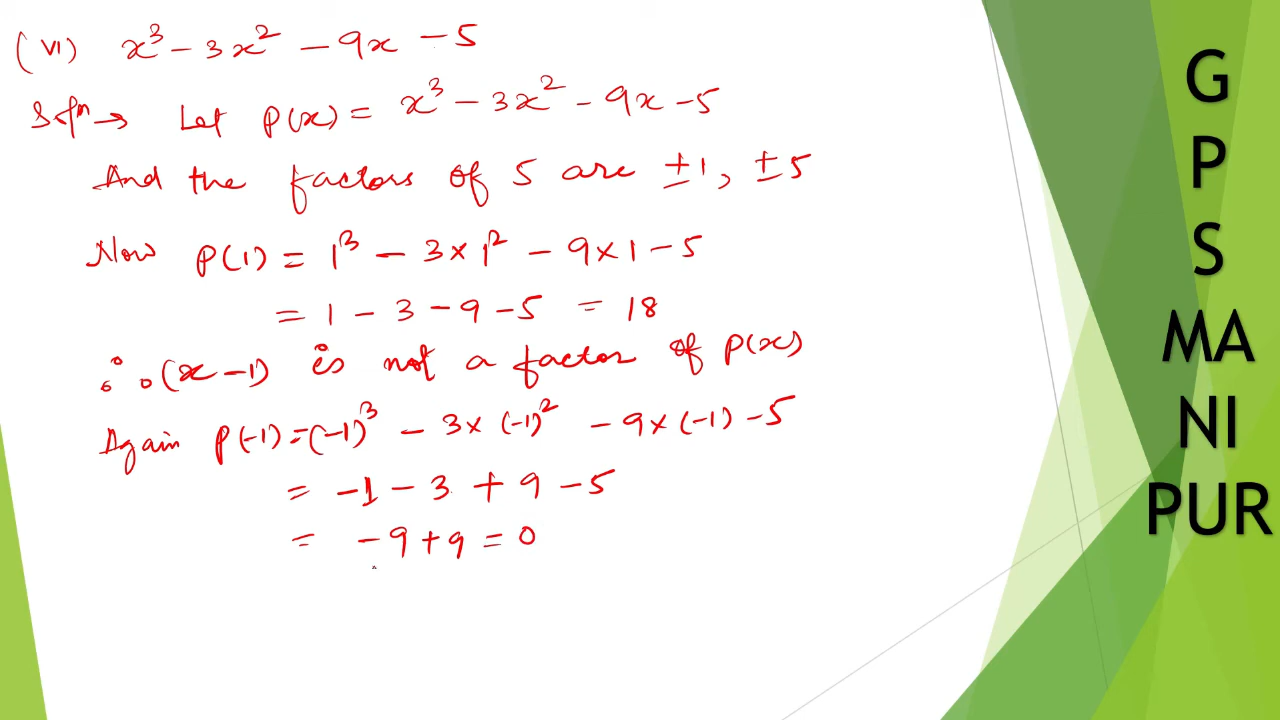 (VI) x³ - 3x² - 9x - 5
Solⁿ → Let P(x) = x³ - 3x² - 9x - 5
And the factors of 5 are ±1, ±5
Now P(1) = 1³ - 3×1² - 9×1 - 5
= 1 - 3 - 9 - 5 = 18
∴ (x-1) is not a factor of P(x)
Again P(-1) = (-1)³ - 3×(-1)² - 9×(-1) - 5
= -1 - 3 + 9 - 5
= -9 + 9 = 0
G
P
S
MA
NI
PUR